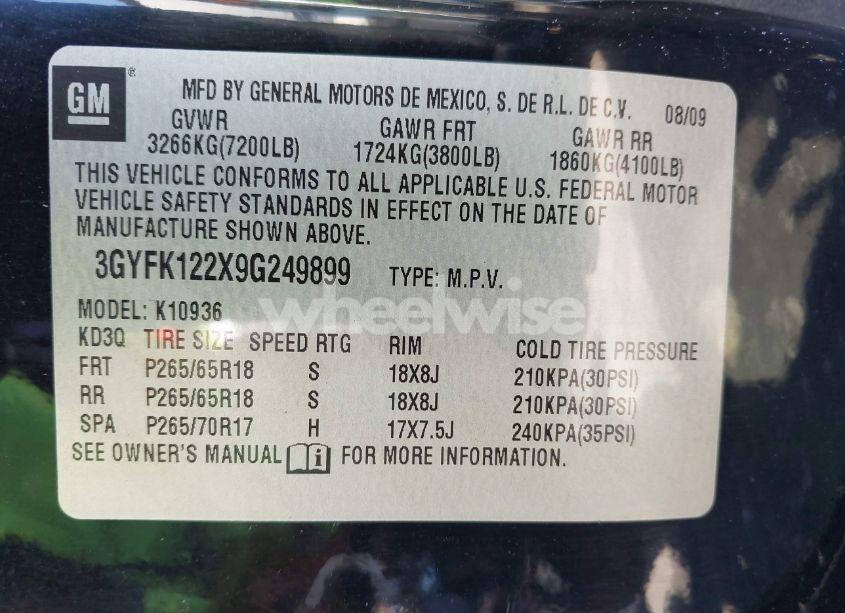 GM ®
MFD BY GENERAL MOTORS DE MEXICO, S. DE R.L. DE C.V. 08/09
GVWR GAWR FRT GAWR RR
3266KG(7200LB) 1724KG(3800LB) 1860KG(4100LB)
THIS VEHICLE CONFORMS TO ALL APPLICABLE U.S. FEDERAL MOTOR
VEHICLE SAFETY STANDARDS IN EFFECT ON THE DATE OF
MANUFACTURE SHOWN ABOVE.
3GYFK122X9G249899 TYPE: M.P.V.
wheelwise
MODEL: K10936
KD3Q TIRE SIZE SPEED RTG RIM COLD TIRE PRESSURE
FRT P265/65R18 S 18X8J 210KPA(30PSI)
RR P265/65R18 S 18X8J 210KPA(30PSI)
SPA P265/70R17 H 17X7.5J 240KPA(35PSI)
SEE OWNER'S MANUAL i FOR MORE INFORMATION.